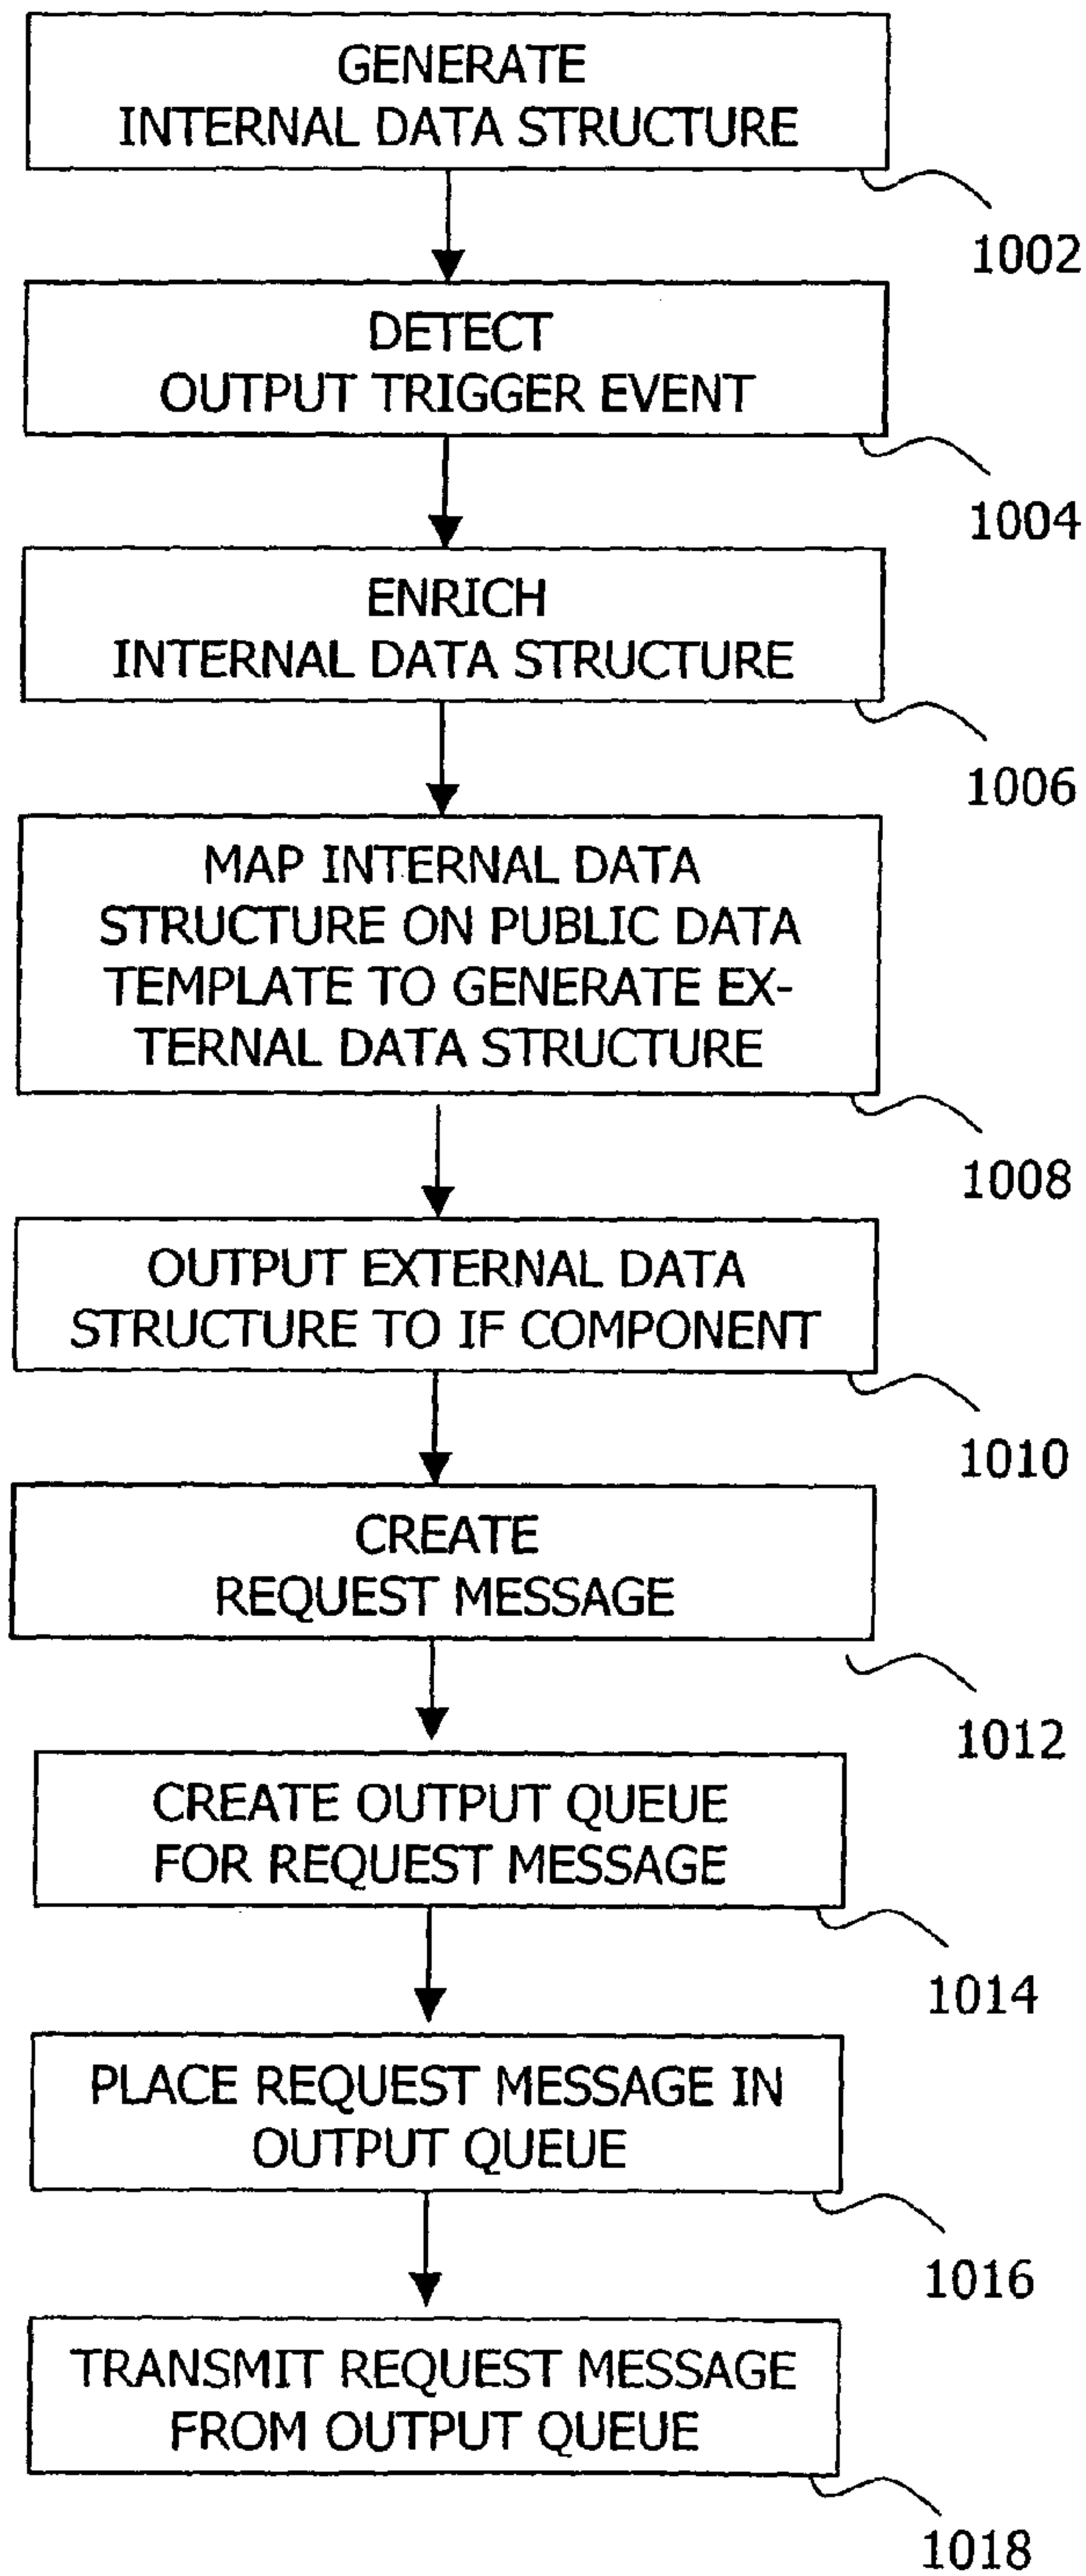 GENERATE
INTERNAL DATA STRUCTURE
1002
DETECT
OUTPUT TRIGGER EVENT
1004
ENRICH
INTERNAL DATA STRUCTURE
1006
MAP INTERNAL DATA
STRUCTURE ON PUBLIC DATA
TEMPLATE TO GENERATE EX-
TERNAL DATA STRUCTURE
1008
OUTPUT EXTERNAL DATA
STRUCTURE TO IF COMPONENT
1010
CREATE
REQUEST MESSAGE
1012
CREATE OUTPUT QUEUE
FOR REQUEST MESSAGE
1014
PLACE REQUEST MESSAGE IN
OUTPUT QUEUE
1016
TRANSMIT REQUEST MESSAGE
FROM OUTPUT QUEUE
1018